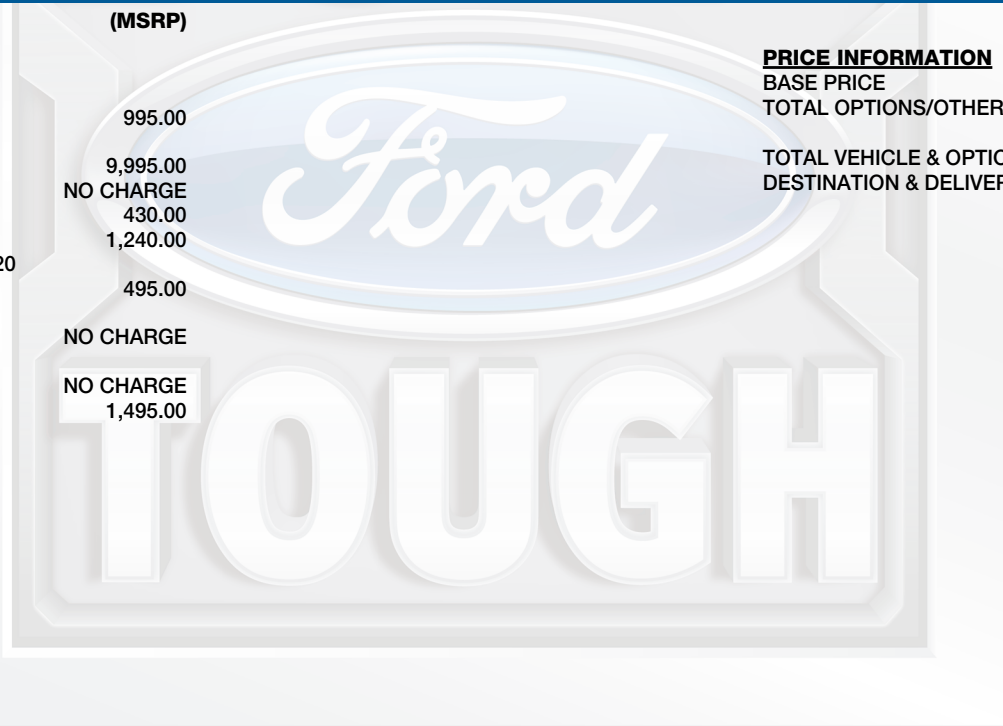 (MSRP)
995.00
9,995.00
NO CHARGE
430.00
1,240.00
20
495.00
NO CHARGE
NO CHARGE
1,495.00
PRICE INFORMATION
BASE PRICE
TOTAL OPTIONS/OTHER
TOTAL VEHICLE & OPTIO
DESTINATION & DELIVER
Ford
TOUGH